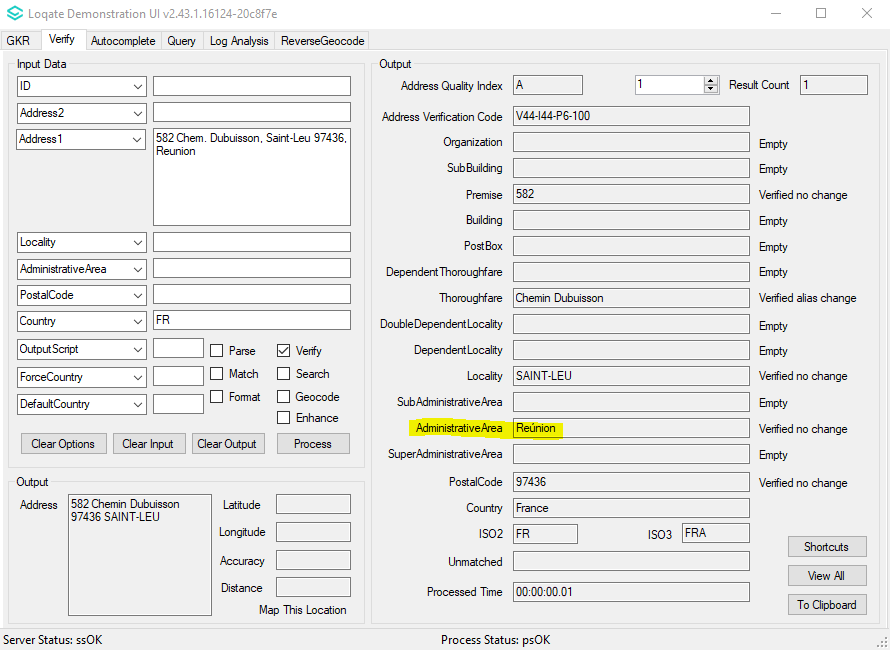 Loqate Demonstration UI v2.43.1.16124-20c8f7e
GKR Verify Autocomplete Query Log Analysis ReverseGeocode
Input Data
ID
Address2
Address1
582 Chem. Dubuisson, Saint-Leu 97436,
Reunion
Locality
AdministrativeArea
PostalCode
Country FR
OutputScript
Parse Verify
ForceCountry
Match Search
DefaultCountry
Format Geocode
Enhance
Clear Options Clear Input Clear Output Process
Output
Address
582 Chemin Dubuisson
97436 SAINT-LEU
Latitude
Longitude
Accuracy
Distance
Map This Location
Output
Address Quality Index A 1 Result Count 1
Address Verification Code V44-I44-P6-100
Organization Empty
SubBuilding Empty
Premise 582 Verified no change
Building Empty
PostBox Empty
DependentThoroughfare Empty
Thoroughfare Chemin Dubuisson Verified alias change
DoubleDependentLocality Empty
DependentLocality Empty
Locality SAINT-LEU Verified no change
SubAdministrativeArea Empty
AdministrativeArea Reúnion Verified no change
SuperAdministrativeArea Empty
PostalCode 97436 Verified no change
Country France
ISO2 FR ISO3 FRA
Unmatched
Processed Time 00:00:00.01
Shortcuts
View All
To Clipboard
Server Status: ssOK Process Status: psOK